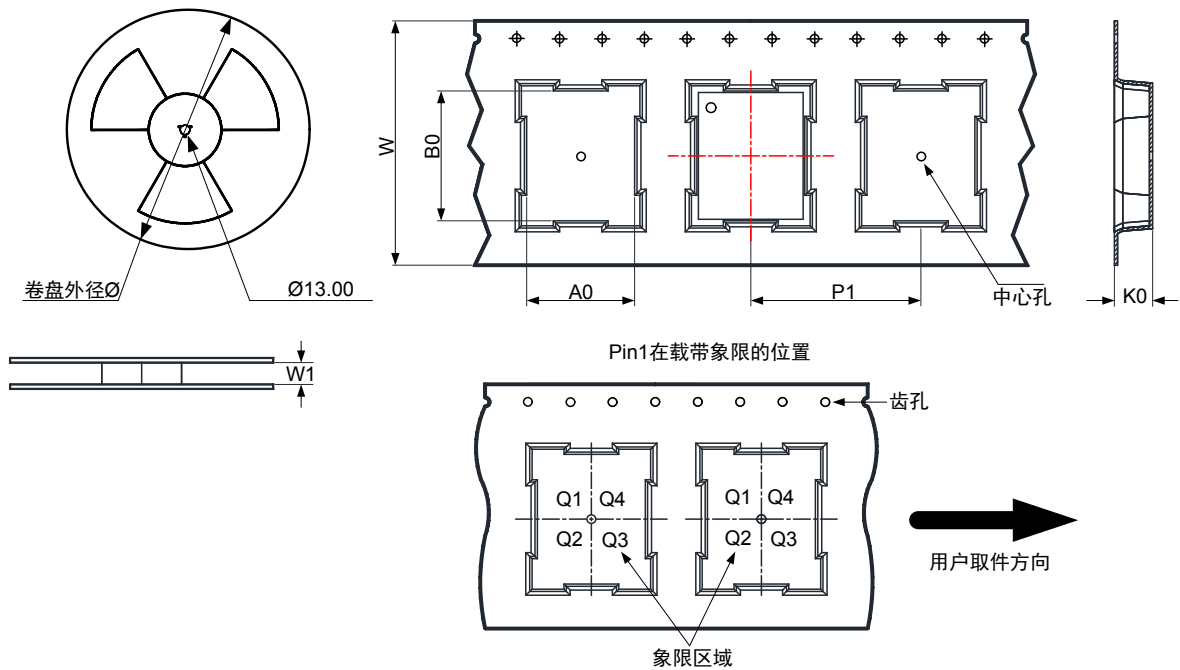 卷盘外径Ø
Ø13.00
W
B0
A0
P1
中心孔
K0
W1
Pin1在载带象限的位置
齿孔
Q1 Q4 Q1 Q4
Q2 Q3 Q2 Q3
用户取件方向
象限区域